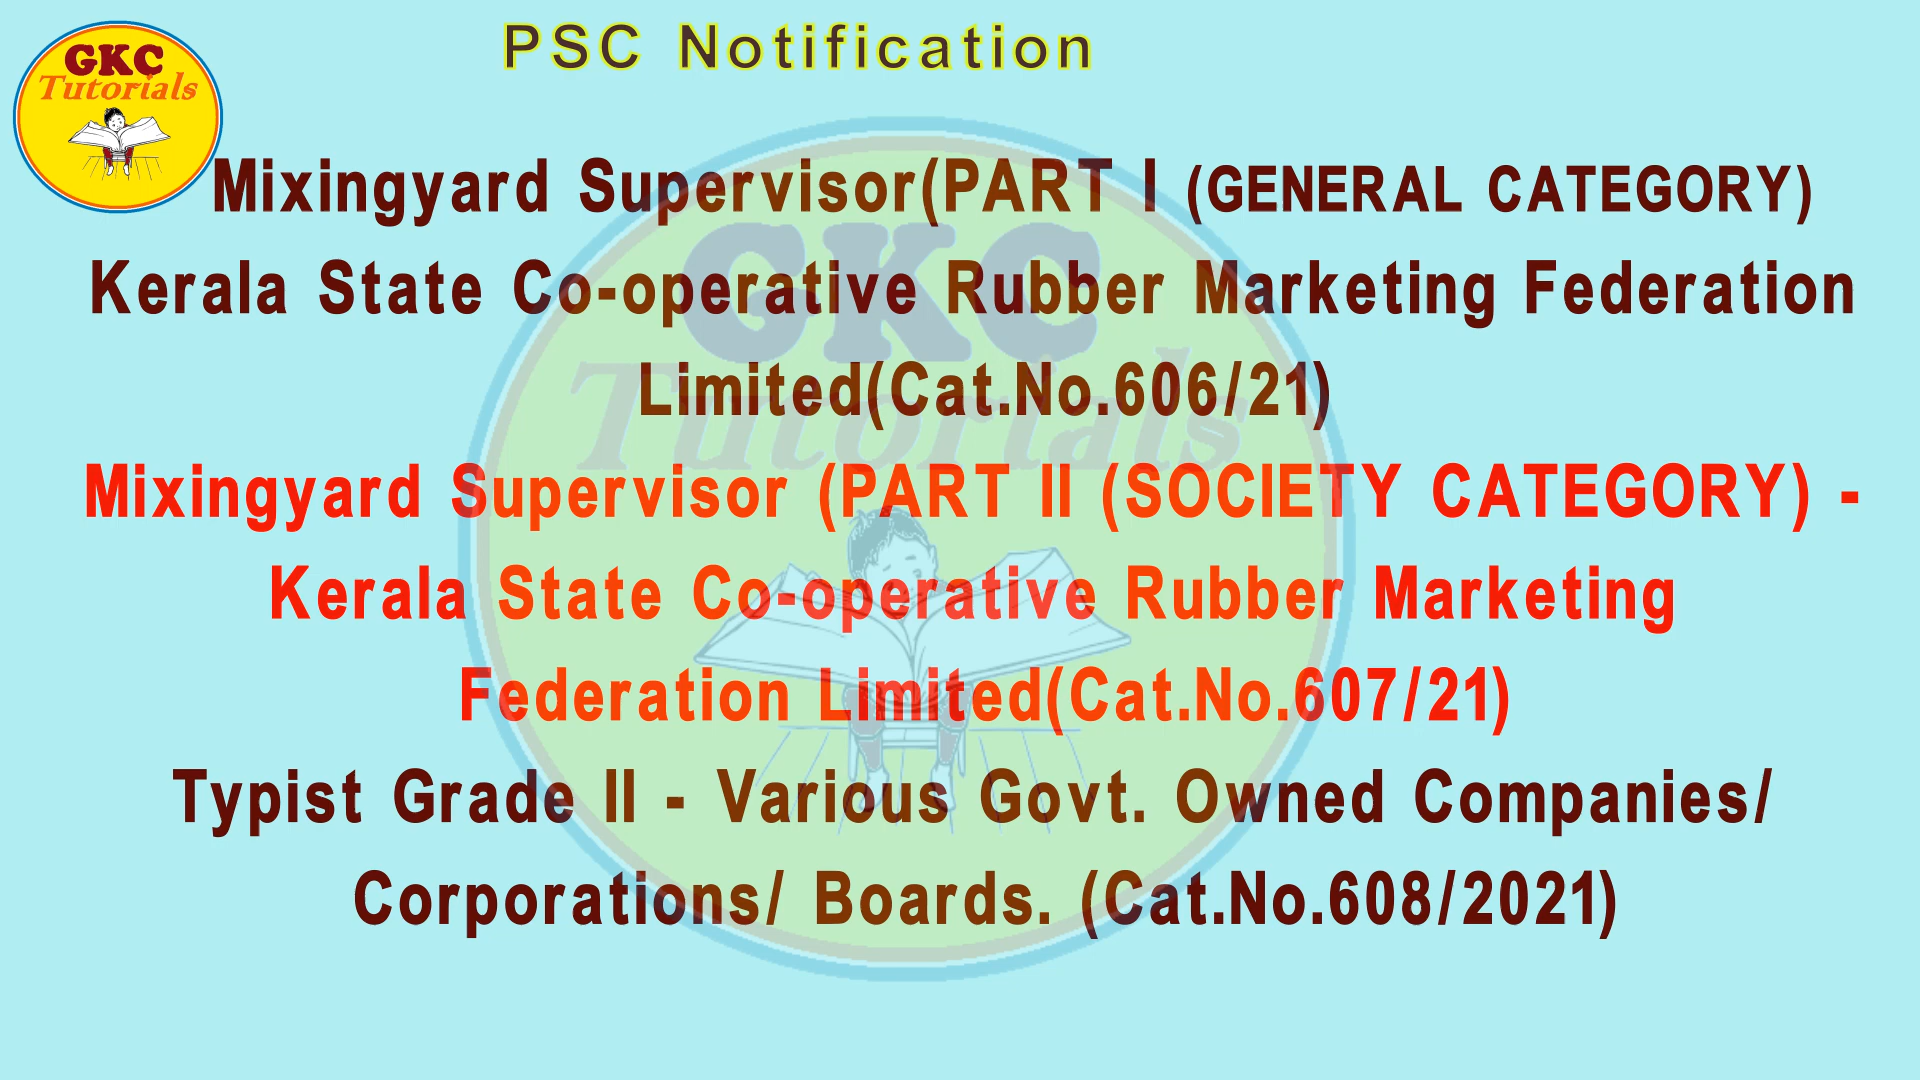 PSC Notification
GKC
Tutorials
Mixingyard Supervisor(PART I (GENERAL CATEGORY)
Kerala State Co-operative Rubber Marketing Federation
Limited(Cat.No.606/21)
Mixingyard Supervisor (PART II (SOCIETY CATEGORY) -
Kerala State Co-operative Rubber Marketing
Federation Limited(Cat.No.607/21)
Typist Grade II - Various Govt. Owned Companies/
Corporations/ Boards. (Cat.No.608/2021)
GKC
Tutorials